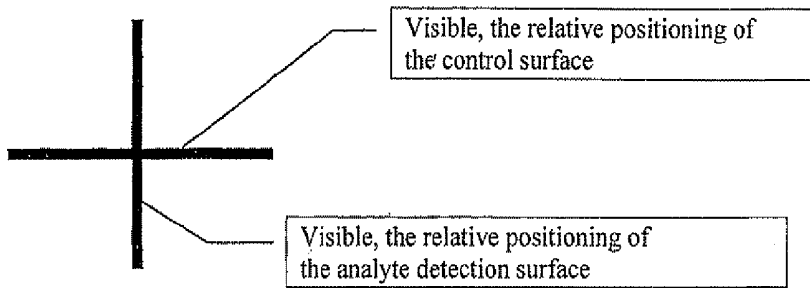 Visible, the relative positioning of
the control surface
Visible, the relative positioning of
the analyte detection surface